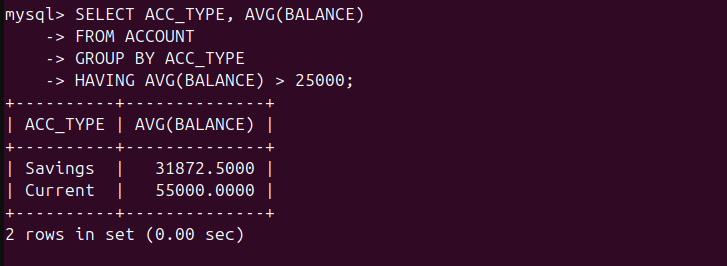 mysql> SELECT ACC_TYPE, AVG(BALANCE)
    -> FROM ACCOUNT
    -> GROUP BY ACC_TYPE
    -> HAVING AVG(BALANCE) > 25000;
+----------+--------------+
| ACC_TYPE | AVG(BALANCE) |
+----------+--------------+
| Savings  |   31872.5000 |
| Current  |   55000.0000 |
+----------+--------------+
2 rows in set (0.00 sec)